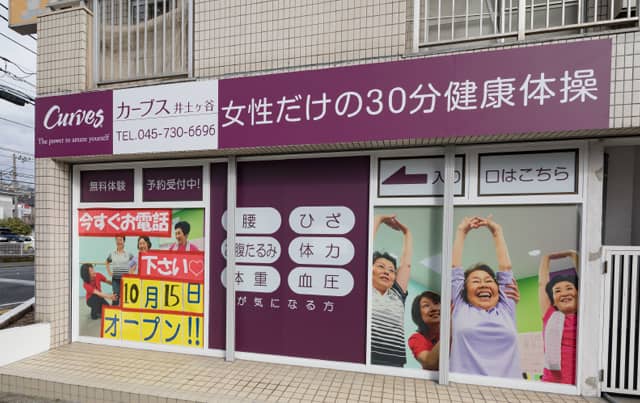 Curves
The power to amaze yourself
カーブス 井土ヶ谷
TEL.045-730-6696
女性だけの30分健康体操
無料体験
予約受付中!
入り口はこちら
今すぐお電話
下さい♡
10月15日
オープン!!
腰 ひざ
腹たるみ 体力
体重 血圧
が気になる方